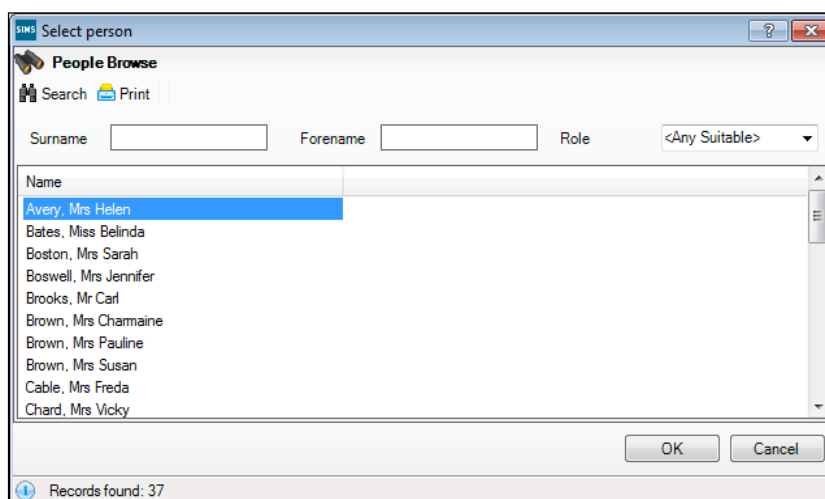 SIMS Select person ?
People Browse
Search Print
Surname Forename Role <Any Suitable>
Name
Avery, Mrs Helen
Bates, Miss Belinda
Boston, Mrs Sarah
Boswell, Mrs Jennifer
Brooks, Mr Carl
Brown, Mrs Charmaine
Brown, Mrs Pauline
Brown, Mrs Susan
Cable, Mrs Freda
Chard, Mrs Vicky
OK Cancel
Records found: 37